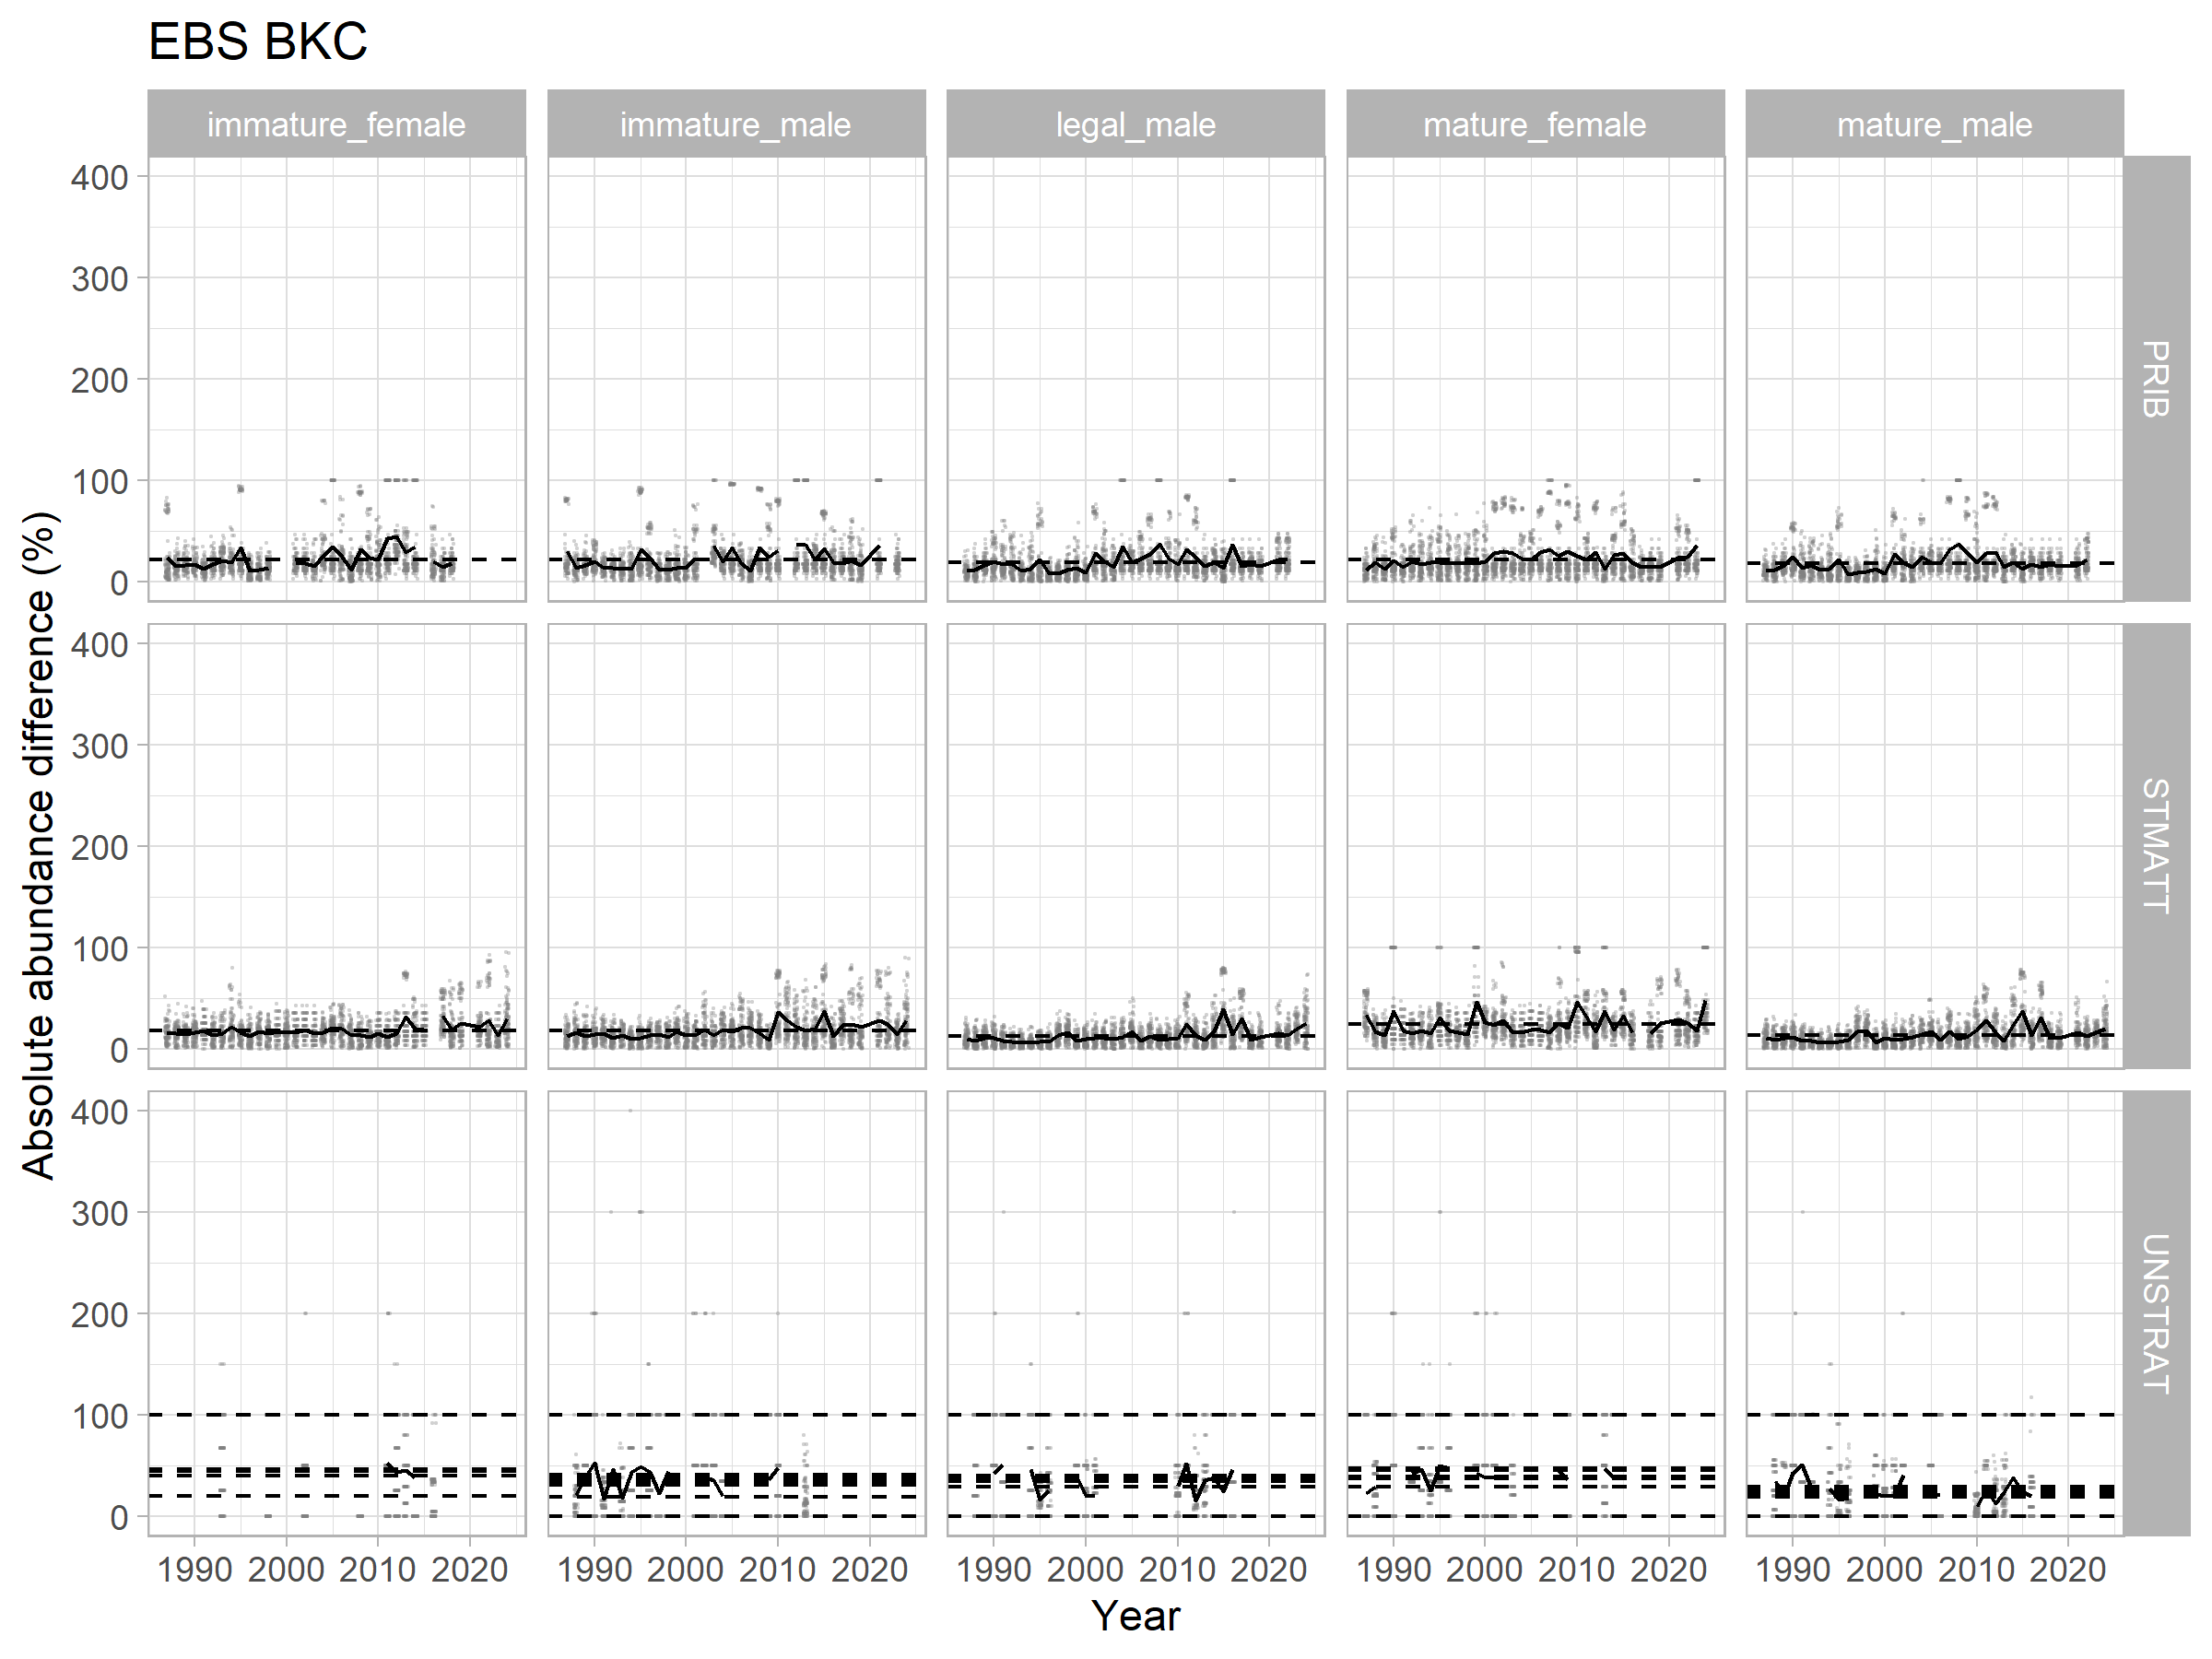 EBS BKC
immature_female immature_male legal_male mature_female mature_male
400
300
200
100
0
PRIB
400
300
200
100
0
STMATT
400
300
200
100
0
UNSTRAT
1990 2000 2010 2020 1990 2000 2010 2020 1990 2000 2010 2020 1990 2000 2010 2020 1990 2000 2010 2020
Year
Absolute abundance difference (%)